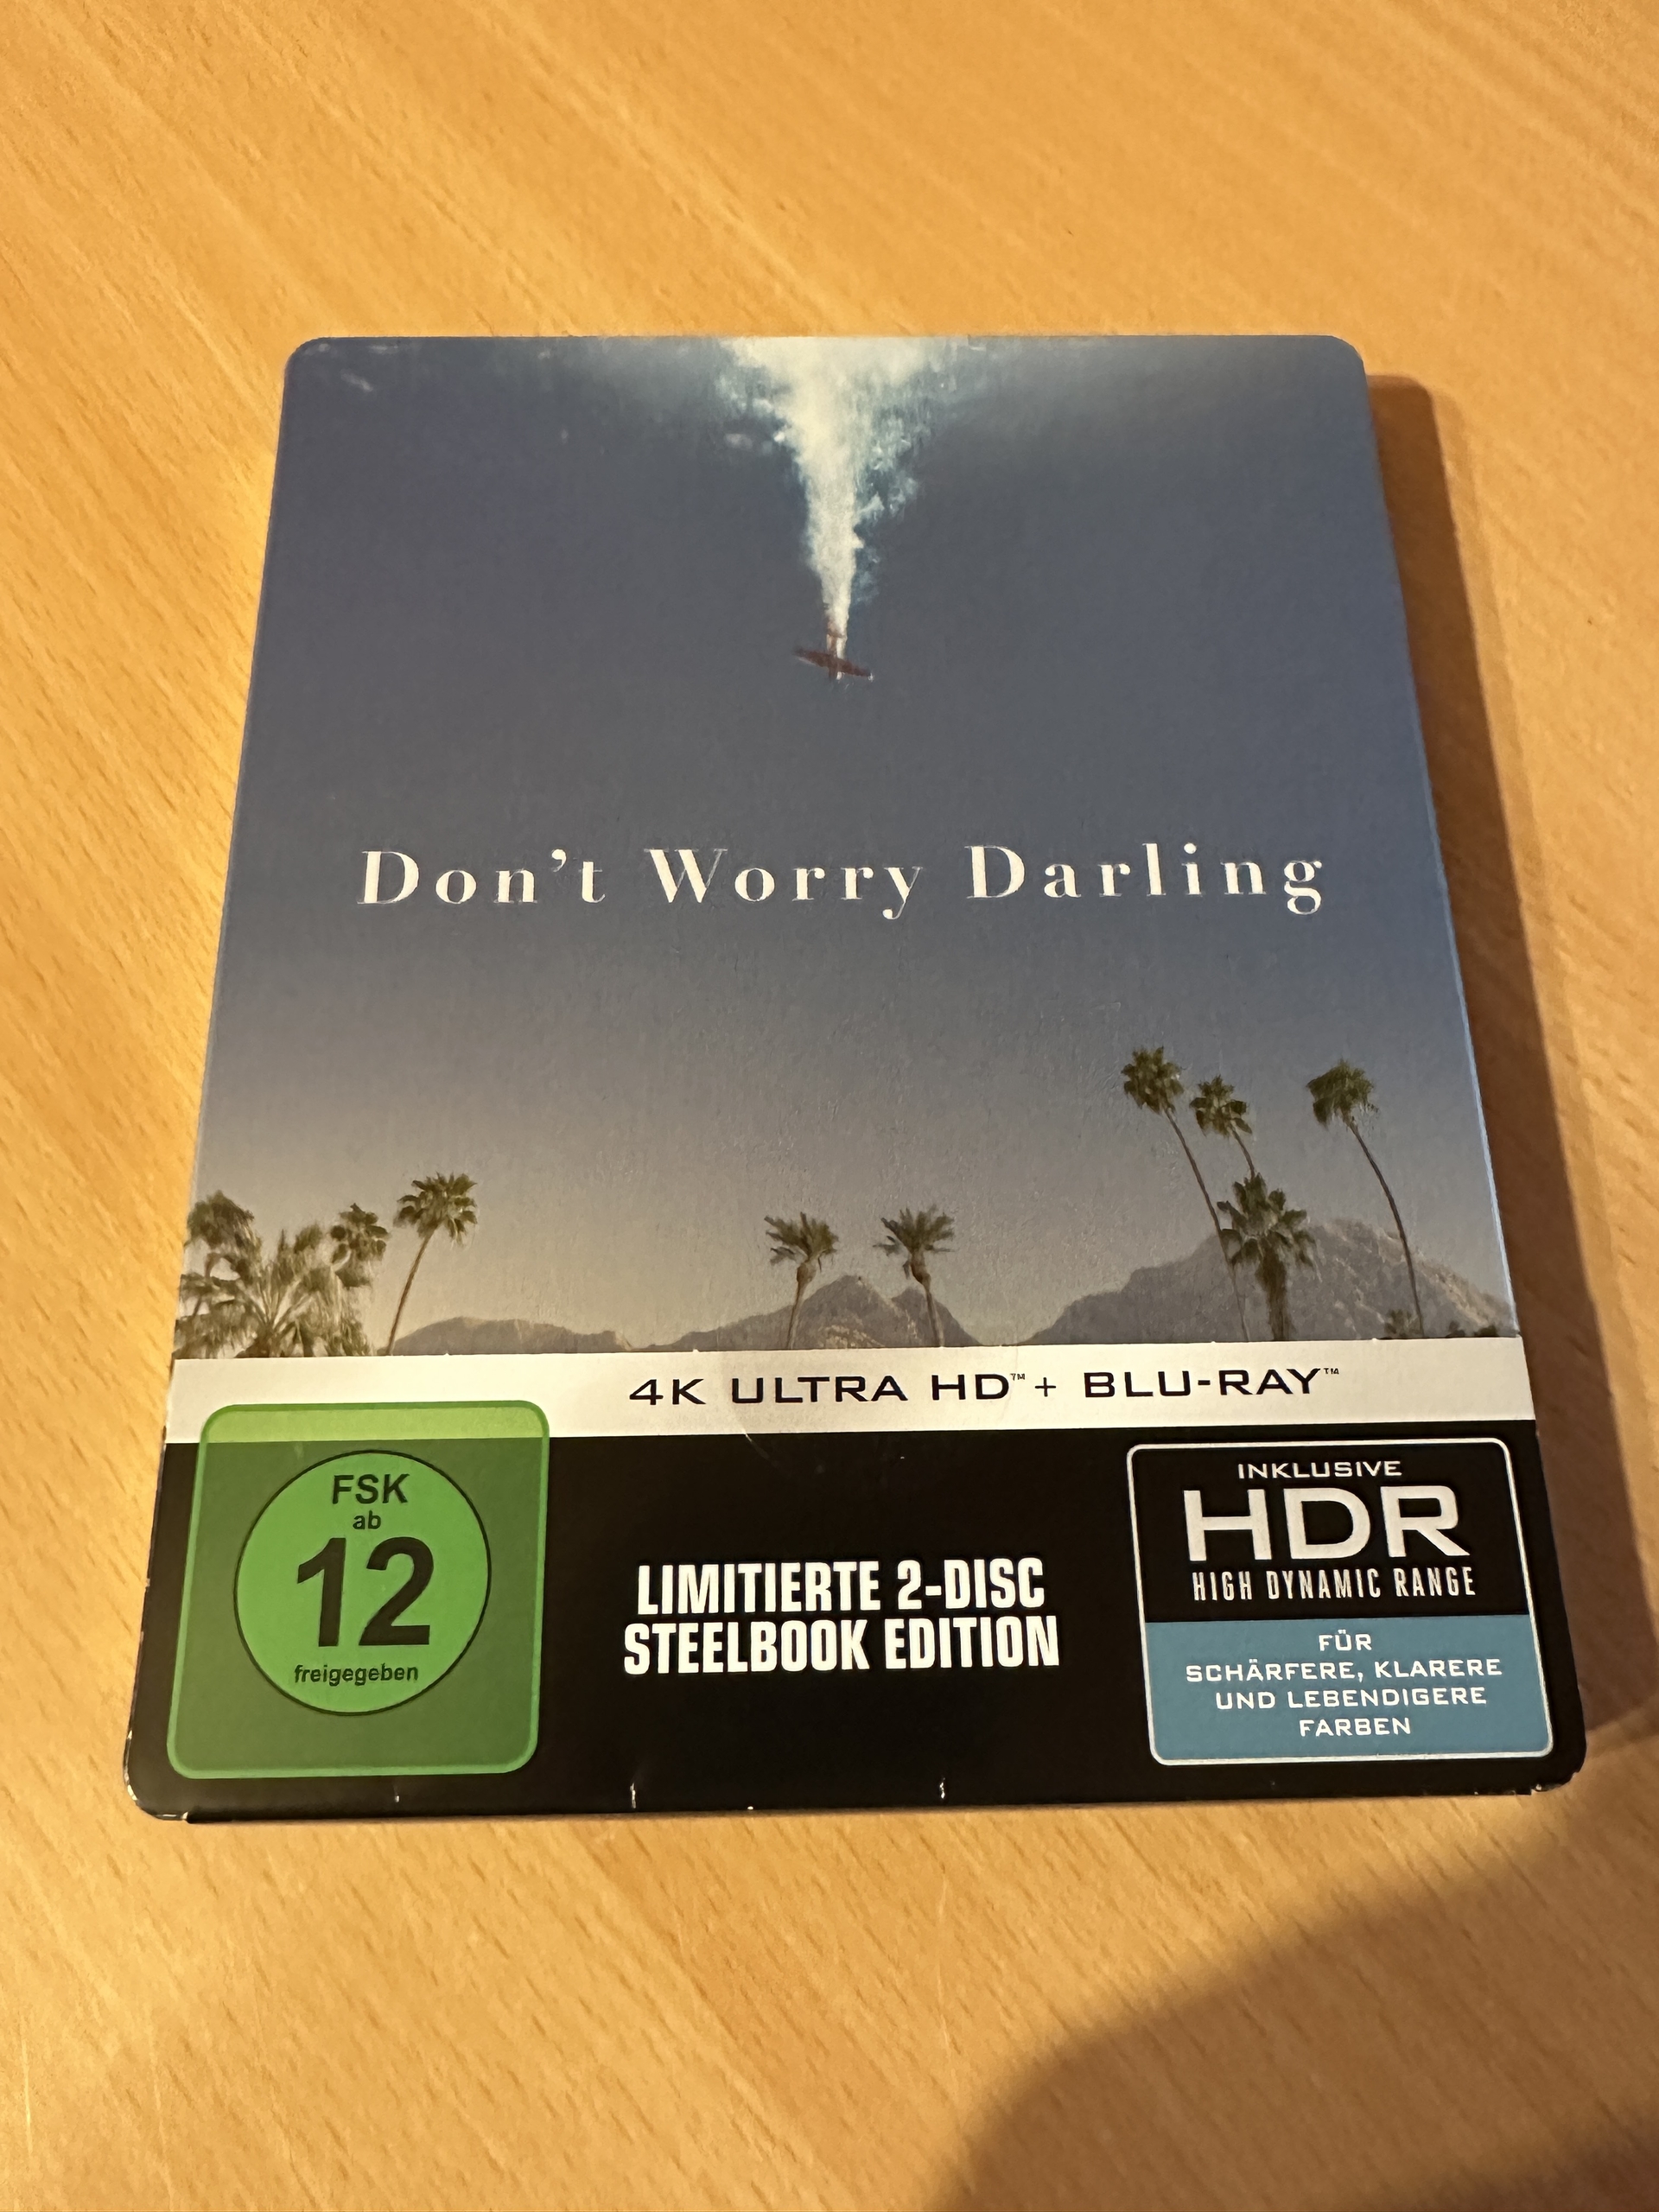 Don't Worry Darling
4K ULTRA HD™ + BLU-RAY™
FSK
ab
12
freigegeben
LIMITIERTE 2-DISC
STEELBOOK EDITION
INKLUSIVE
HDR
HIGH DYNAMIC RANGE
FÜR
SCHÄRFERE, KLARERE
UND LEBENDIGERE
FARBEN